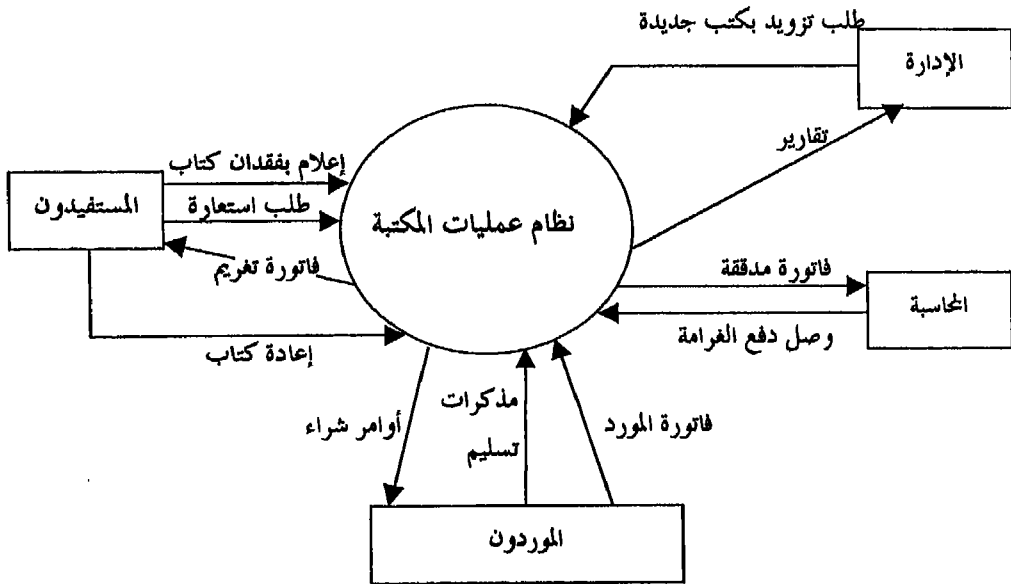 طلب تزويد بكتب جديدة
الإدارة
تقارير
إعلام بفقدان كتاب
المستفيدون
طلب استعارة
نظام عمليات المكتبة
فاتورة تغريم
فاتورة مدققة
المحاسبة
وصل دفع الغرامة
إعادة كتاب
أوامر شراء
مذكرات
تسليم
فاتورة المورد
الموردون